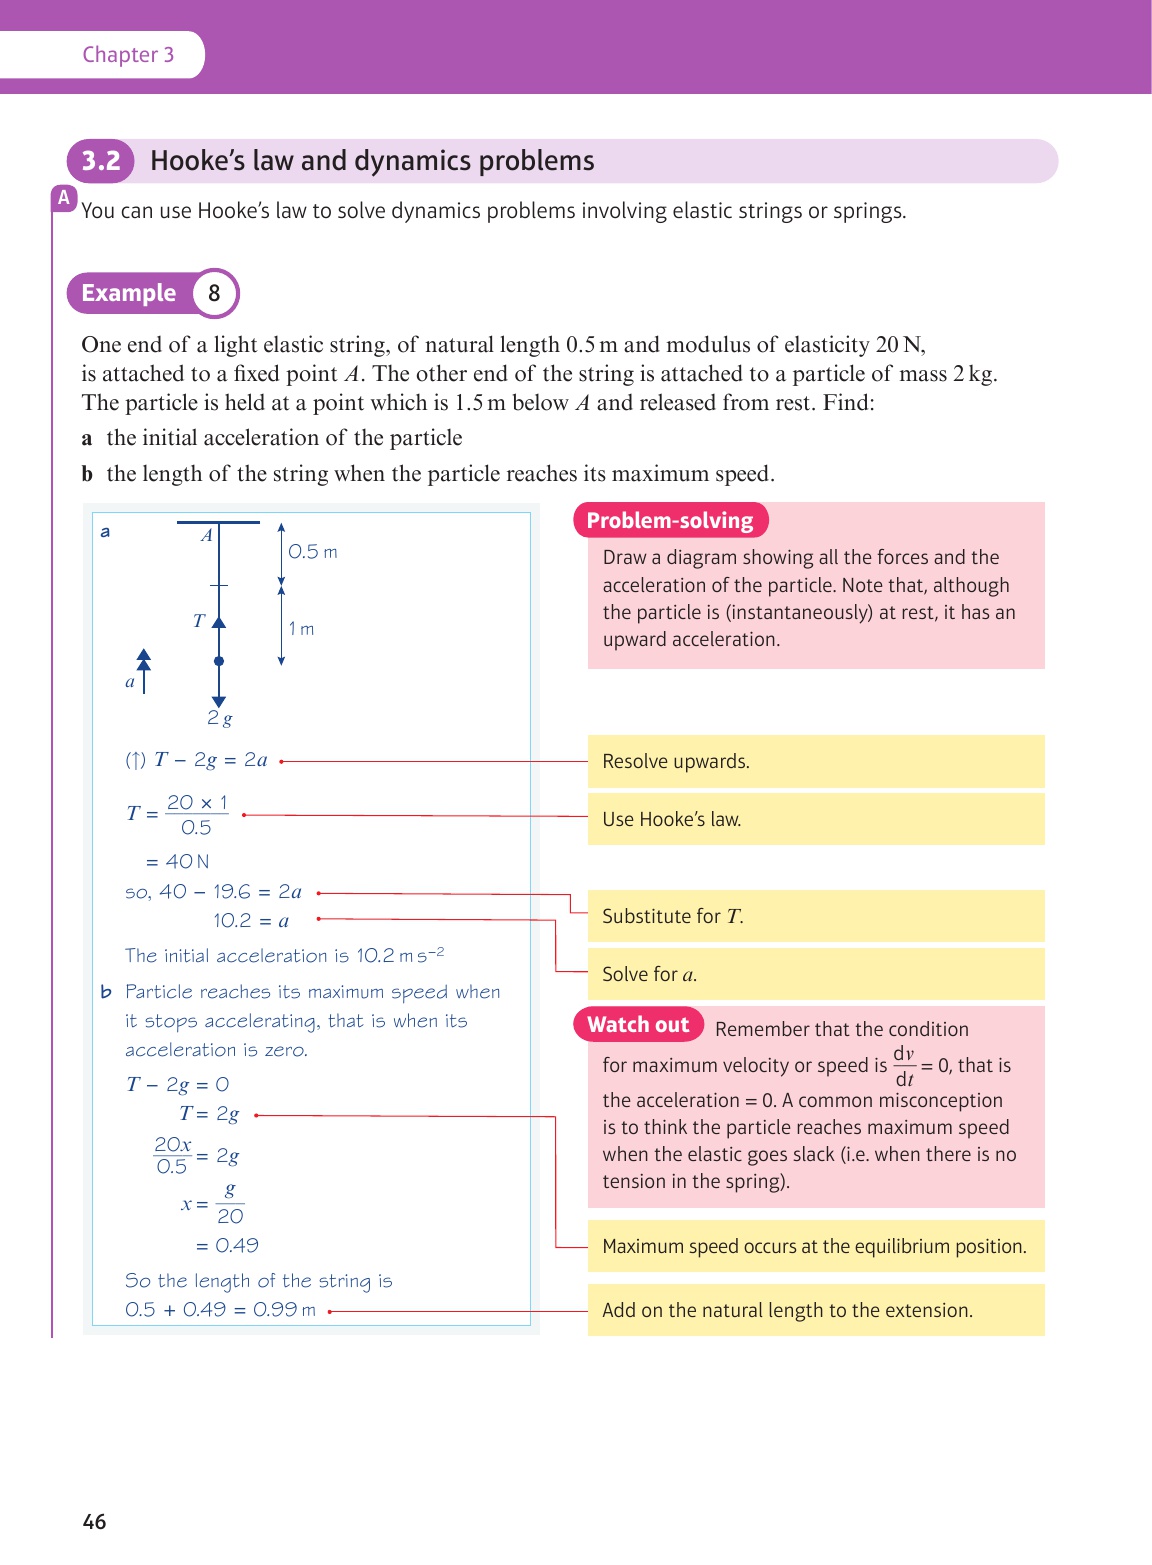 Chapter 3
3.2 Hooke's law and dynamics problems
A
You can use Hooke's law to solve dynamics problems involving elastic strings or springs.
Example 8
One end of a light elastic string, of natural length 0.5 m and modulus of elasticity 20 N,
is attached to a fixed point A. The other end of the string is attached to a particle of mass 2 kg.
The particle is held at a point which is 1.5 m below A and released from rest. Find:
a the initial acceleration of the particle
b the length of the string when the particle reaches its maximum speed.
a
A
0.5 m
T
1 m
a
2g
(↑) T − 2g = 2a
T = 20 × 1 / 0.5
= 40 N
so, 40 − 19.6 = 2a
10.2 = a
The initial acceleration is 10.2 m s⁻²
b Particle reaches its maximum speed when
it stops accelerating, that is when its
acceleration is zero.
T − 2g = 0
T = 2g
20x / 0.5 = 2g
x = g / 20
= 0.49
So the length of the string is
0.5 + 0.49 = 0.99 m
Problem-solving
Draw a diagram showing all the forces and the
acceleration of the particle. Note that, although
the particle is (instantaneously) at rest, it has an
upward acceleration.
Resolve upwards.
Use Hooke's law.
Substitute for T.
Solve for a.
Watch out Remember that the condition
for maximum velocity or speed is dv/dt = 0, that is
the acceleration = 0. A common misconception
is to think the particle reaches maximum speed
when the elastic goes slack (i.e. when there is no
tension in the spring).
Maximum speed occurs at the equilibrium position.
Add on the natural length to the extension.
46